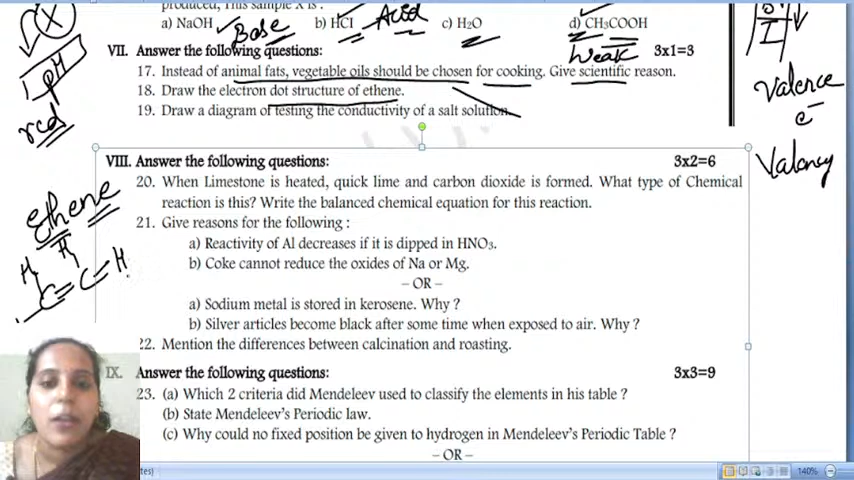 produced, This sample X is :
a) NaOH b) HCI c) H₂O d) CH₃COOH
Base
Acid
Weak
X
pH
red
VII. Answer the following questions: 3x1=3
17. Instead of animal fats, vegetable oils should be chosen for cooking. Give scientific reason.
18. Draw the electron dot structure of ethene.
19. Draw a diagram of testing the conductivity of a salt solution.
Valence
e⁻
Valency
VIII. Answer the following questions: 3x2=6
20. When Limestone is heated, quick lime and carbon dioxide is formed. What type of Chemical
reaction is this? Write the balanced chemical equation for this reaction.
21. Give reasons for the following :
a) Reactivity of Al decreases if it is dipped in HNO₃.
b) Coke cannot reduce the oxides of Na or Mg.
– OR –
a) Sodium metal is stored in kerosene. Why ?
b) Silver articles become black after some time when exposed to air. Why ?
22. Mention the differences between calcination and roasting.
Ethene
H H
C=C H
IX. Answer the following questions: 3x3=9
23. (a) Which 2 criteria did Mendeleev used to classify the elements in his table ?
(b) State Mendeleev's Periodic law.
(c) Why could no fixed position be given to hydrogen in Mendeleev's Periodic Table ?
– OR –
140%